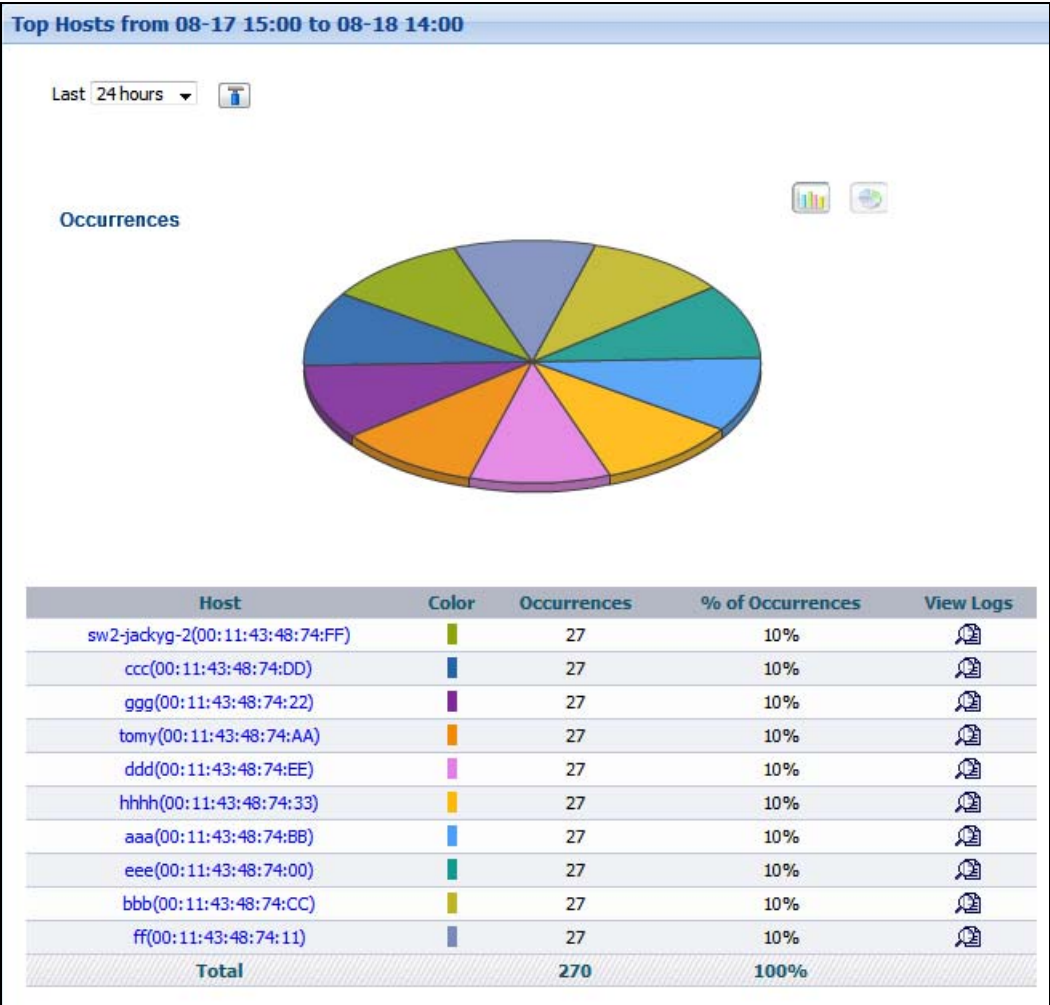 Top Hosts from 08-17 15:00 to 08-18 14:00
Last 24 hours
Occurrences
Host Color Occurrences % of Occurrences View Logs
sw2-jackyg-2(00:11:43:48:74:FF) 27 10%
ccc(00:11:43:48:74:DD) 27 10%
ggg(00:11:43:48:74:22) 27 10%
tomy(00:11:43:48:74:AA) 27 10%
ddd(00:11:43:48:74:EE) 27 10%
hhhh(00:11:43:48:74:33) 27 10%
aaa(00:11:43:48:74:BB) 27 10%
eee(00:11:43:48:74:00) 27 10%
bbb(00:11:43:48:74:CC) 27 10%
ff(00:11:43:48:74:11) 27 10%
Total 270 100%